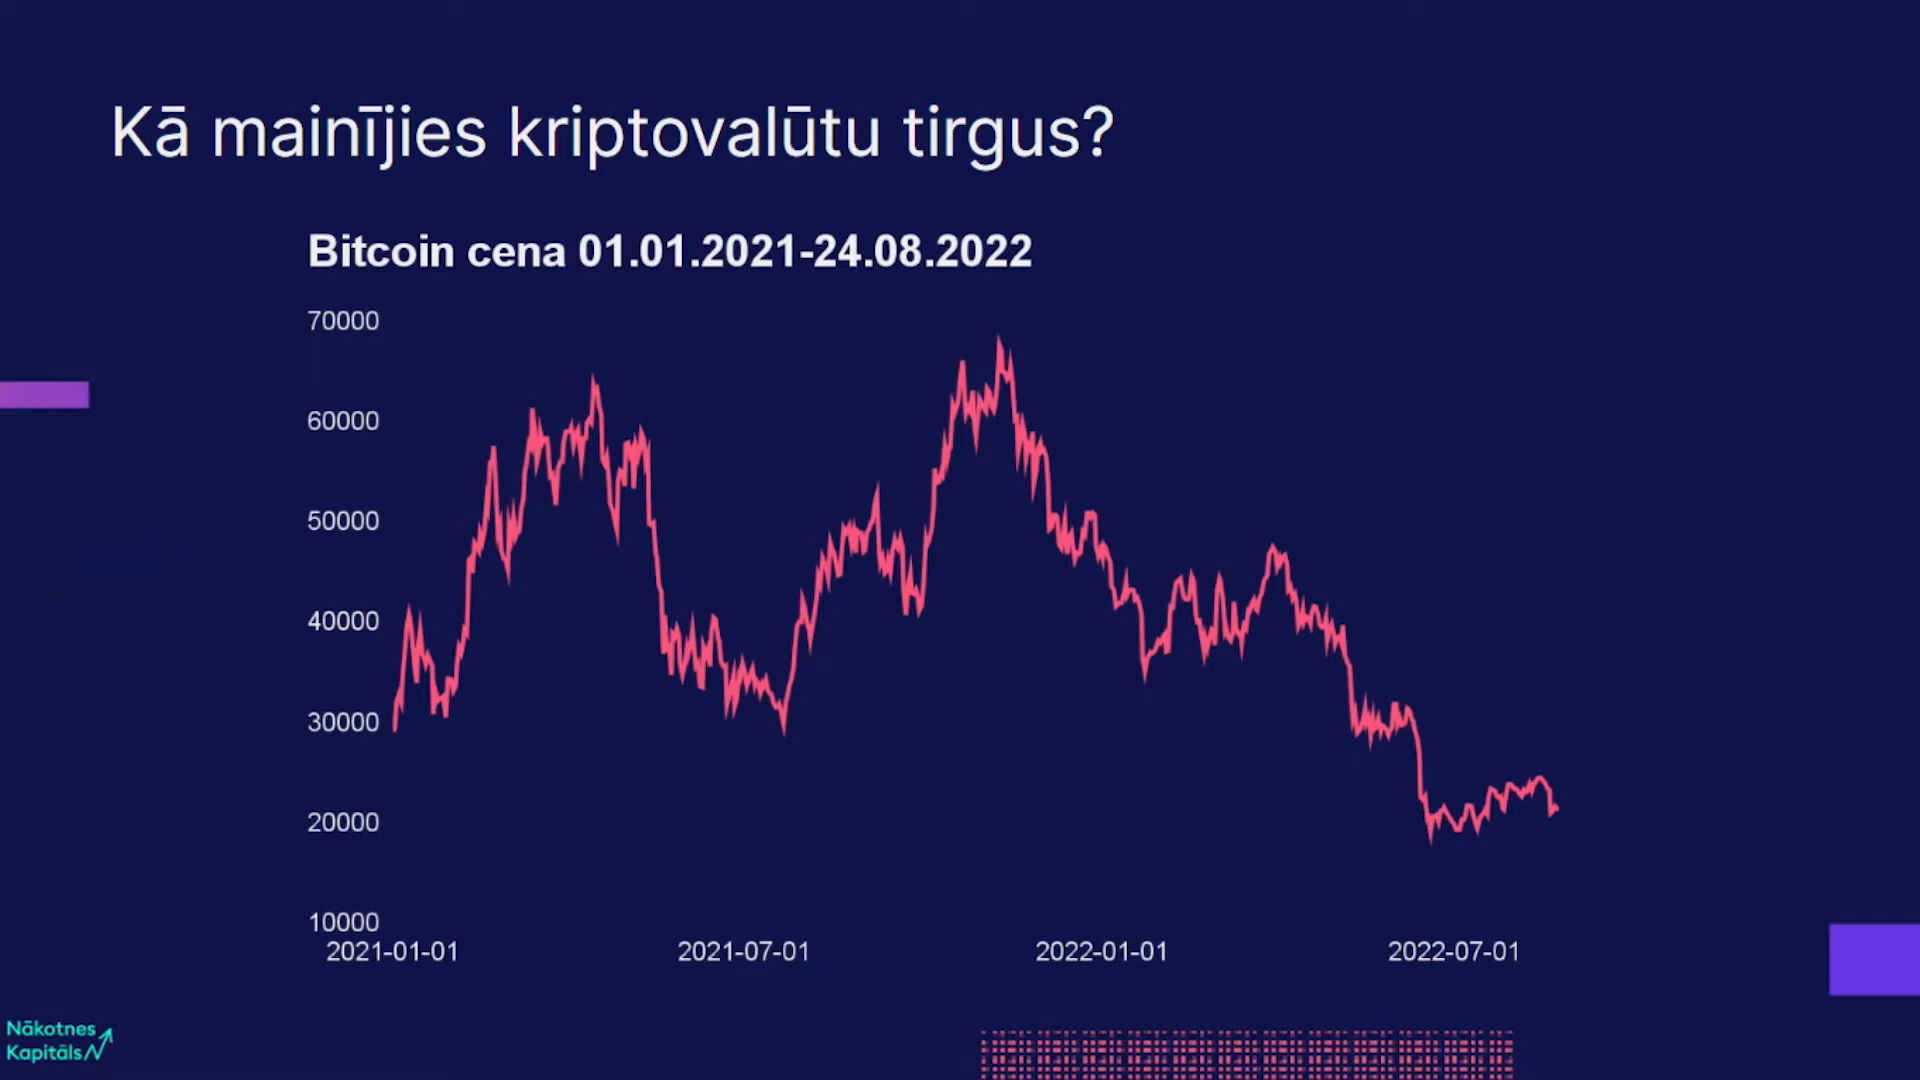 Kā mainījies kriptovalūtu tirgus?
Bitcoin cena 01.01.2021-24.08.2022
70000
60000
50000
40000
30000
20000
10000
2021-01-01 2021-07-01 2022-01-01 2022-07-01
Nākotnes
Kapitāls